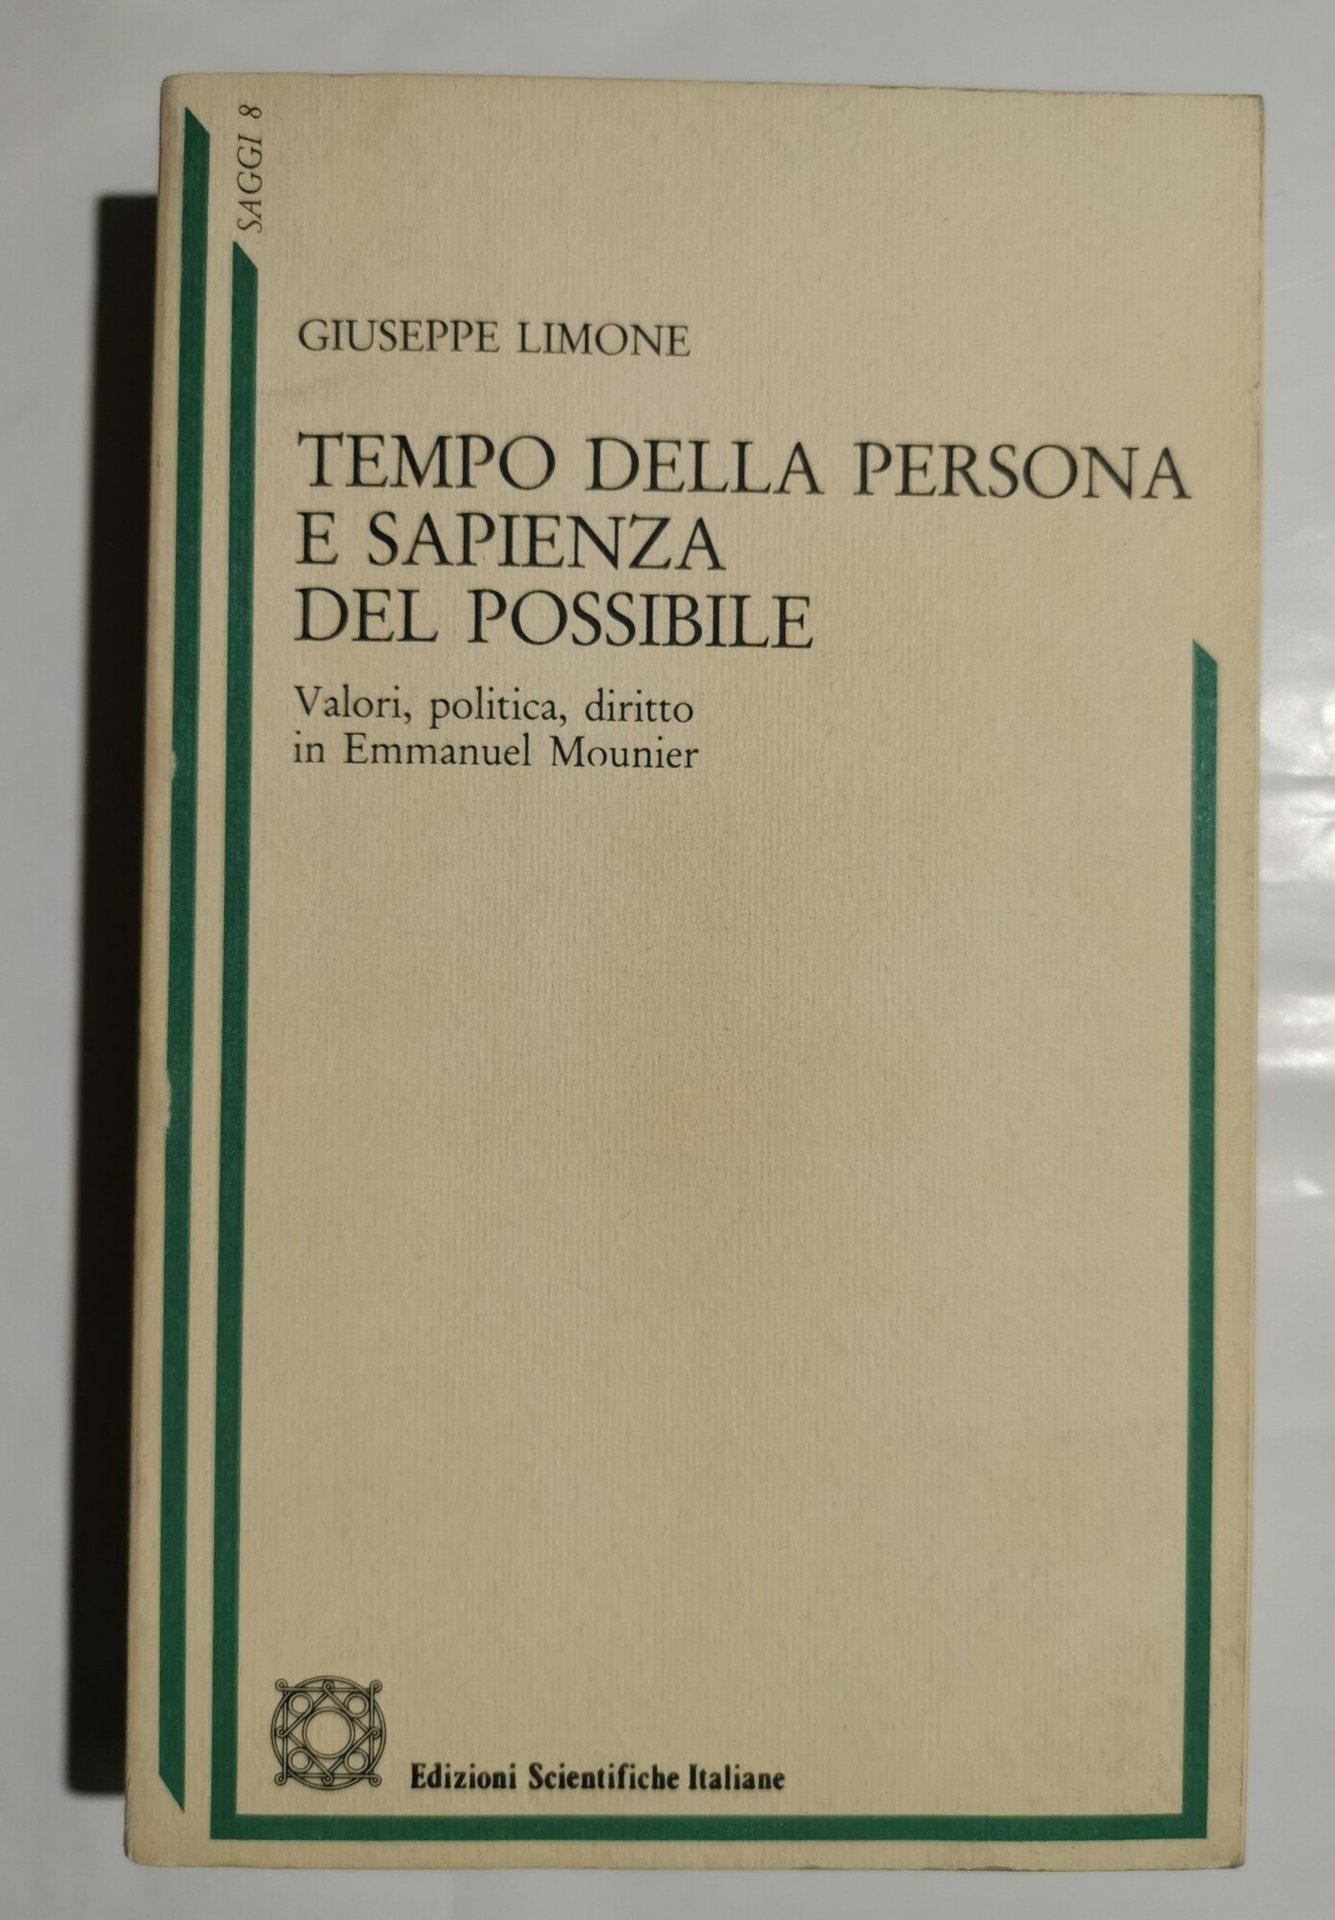 SAGGI 8
GIUSEPPE LIMONE
TEMPO DELLA PERSONA
E SAPIENZA
DEL POSSIBILE
Valori, politica, diritto
in Emmanuel Mounier
Edizioni Scientifiche Italiane